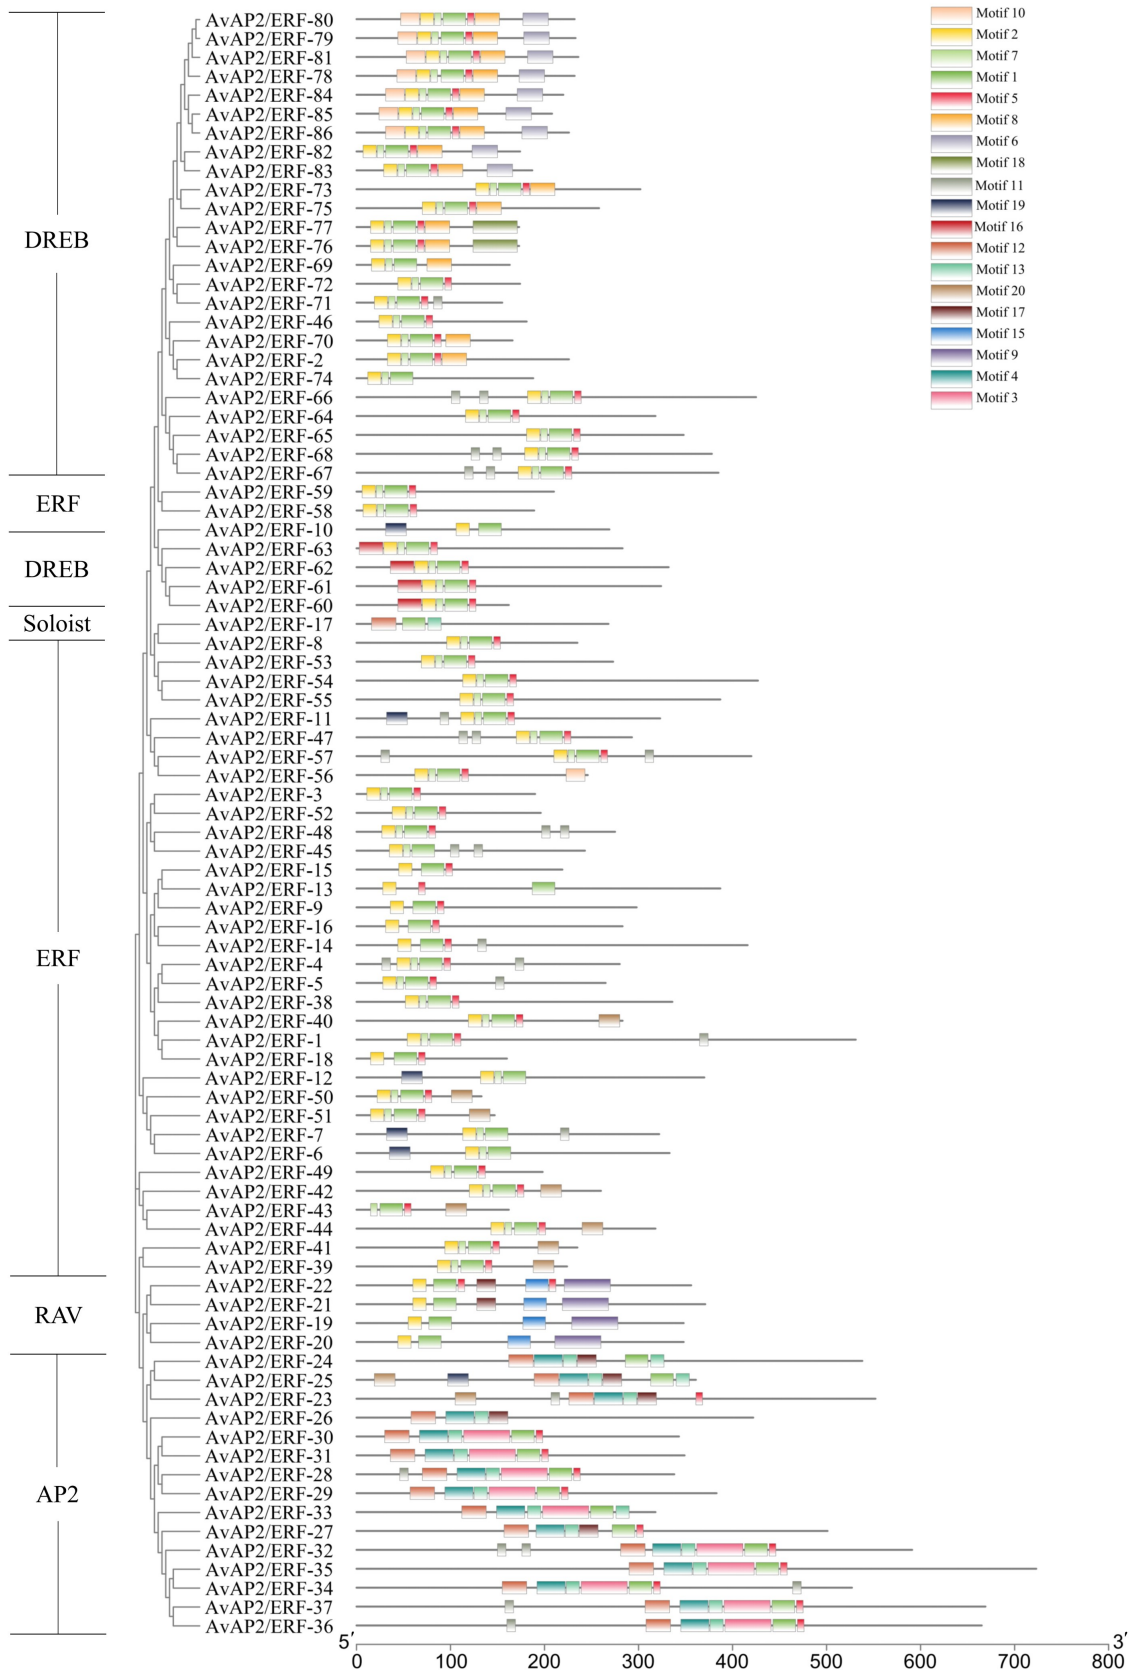 AvAP2/ERF-80
AvAP2/ERF-79
AvAP2/ERF-81
AvAP2/ERF-78
AvAP2/ERF-84
AvAP2/ERF-85
AvAP2/ERF-86
AvAP2/ERF-82
AvAP2/ERF-83
AvAP2/ERF-73
AvAP2/ERF-75
AvAP2/ERF-77
DREB
AvAP2/ERF-76
AvAP2/ERF-69
AvAP2/ERF-72
AvAP2/ERF-71
AvAP2/ERF-46
AvAP2/ERF-70
AvAP2/ERF-2
AvAP2/ERF-74
AvAP2/ERF-66
AvAP2/ERF-64
AvAP2/ERF-65
AvAP2/ERF-68
AvAP2/ERF-67
AvAP2/ERF-59
ERF
AvAP2/ERF-58
AvAP2/ERF-10
AvAP2/ERF-63
DREB
AvAP2/ERF-62
AvAP2/ERF-61
AvAP2/ERF-60
Soloist
AvAP2/ERF-17
AvAP2/ERF-8
AvAP2/ERF-53
AvAP2/ERF-54
AvAP2/ERF-55
AvAP2/ERF-11
AvAP2/ERF-47
AvAP2/ERF-57
AvAP2/ERF-56
AvAP2/ERF-3
AvAP2/ERF-52
AvAP2/ERF-48
AvAP2/ERF-45
AvAP2/ERF-15
AvAP2/ERF-13
AvAP2/ERF-9
AvAP2/ERF-16
AvAP2/ERF-14
ERF
AvAP2/ERF-4
AvAP2/ERF-5
AvAP2/ERF-38
AvAP2/ERF-40
AvAP2/ERF-1
AvAP2/ERF-18
AvAP2/ERF-12
AvAP2/ERF-50
AvAP2/ERF-51
AvAP2/ERF-7
AvAP2/ERF-6
AvAP2/ERF-49
AvAP2/ERF-42
AvAP2/ERF-43
AvAP2/ERF-44
AvAP2/ERF-41
AvAP2/ERF-39
AvAP2/ERF-22
AvAP2/ERF-21
RAV
AvAP2/ERF-19
AvAP2/ERF-20
AvAP2/ERF-24
AvAP2/ERF-25
AvAP2/ERF-23
AvAP2/ERF-26
AvAP2/ERF-30
AvAP2/ERF-31
AvAP2/ERF-28
AP2
AvAP2/ERF-29
AvAP2/ERF-33
AvAP2/ERF-27
AvAP2/ERF-32
AvAP2/ERF-35
AvAP2/ERF-34
AvAP2/ERF-37
AvAP2/ERF-36
5′
3′
0 100 200 300 400 500 600 700 800
Motif 10
Motif 2
Motif 7
Motif 1
Motif 5
Motif 8
Motif 6
Motif 18
Motif 11
Motif 19
Motif 16
Motif 12
Motif 13
Motif 20
Motif 17
Motif 15
Motif 9
Motif 4
Motif 3